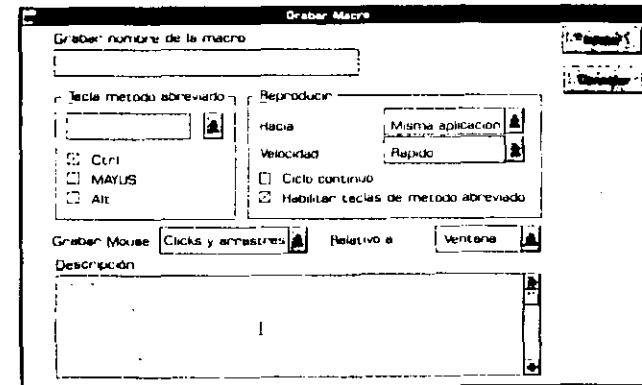 Grabar Macro
Grabar nombre de la macro
Tecla metodo abreviado
Ctrl
MAYUS
Alt
Reproducir
Hacia
Misma aplicacion
Velocidad
Rapido
Ciclo continuo
Habilitar teclas de metodo abreviado
Grabar Mouse
Clicks y arrastres
Relativo a
Ventana
Descripción